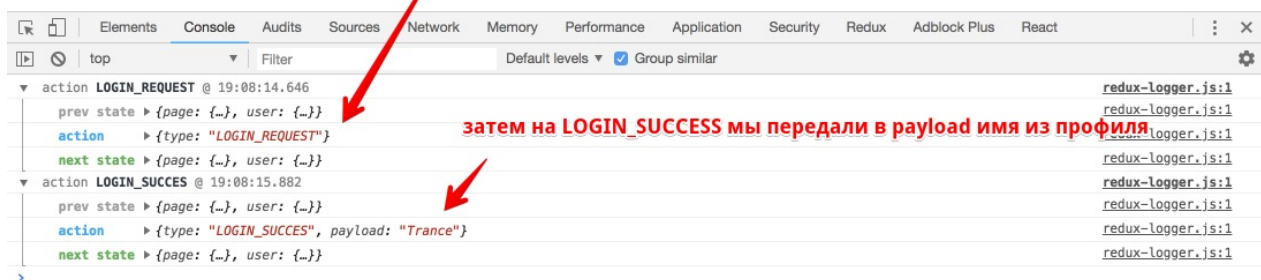 Elements Console Audits Sources Network Memory Performance Application Security Redux Adblock Plus React
top Filter Default levels Group similar
action LOGIN_REQUEST @ 19:08:14.646 redux-logger.js:1
prev state {page: {…}, user: {…}} redux-logger.js:1
action {type: "LOGIN_REQUEST"} redux-logger.js:1
затем на LOGIN_SUCCESS мы передали в payload имя из профиля
next state {page: {…}, user: {…}} redux-logger.js:1
action LOGIN_SUCCES @ 19:08:15.882 redux-logger.js:1
prev state {page: {…}, user: {…}} redux-logger.js:1
action {type: "LOGIN_SUCCES", payload: "Trance"} redux-logger.js:1
next state {page: {…}, user: {…}} redux-logger.js:1